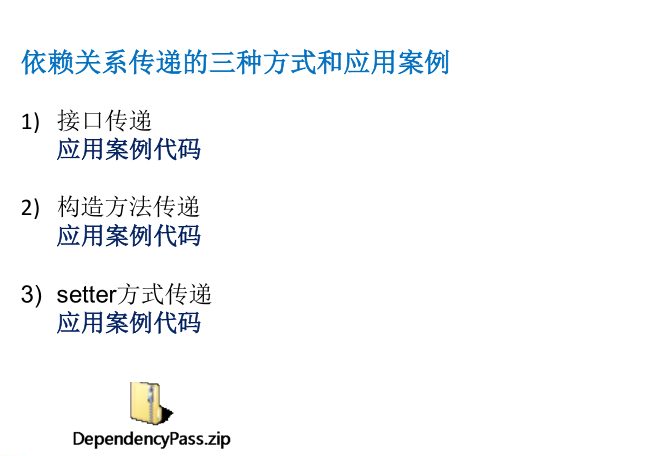 依赖关系传递的三种方式和应用案例
1) 接口传递
应用案例代码
2) 构造方法传递
应用案例代码
3) setter方式传递
应用案例代码
DependencyPass.zip